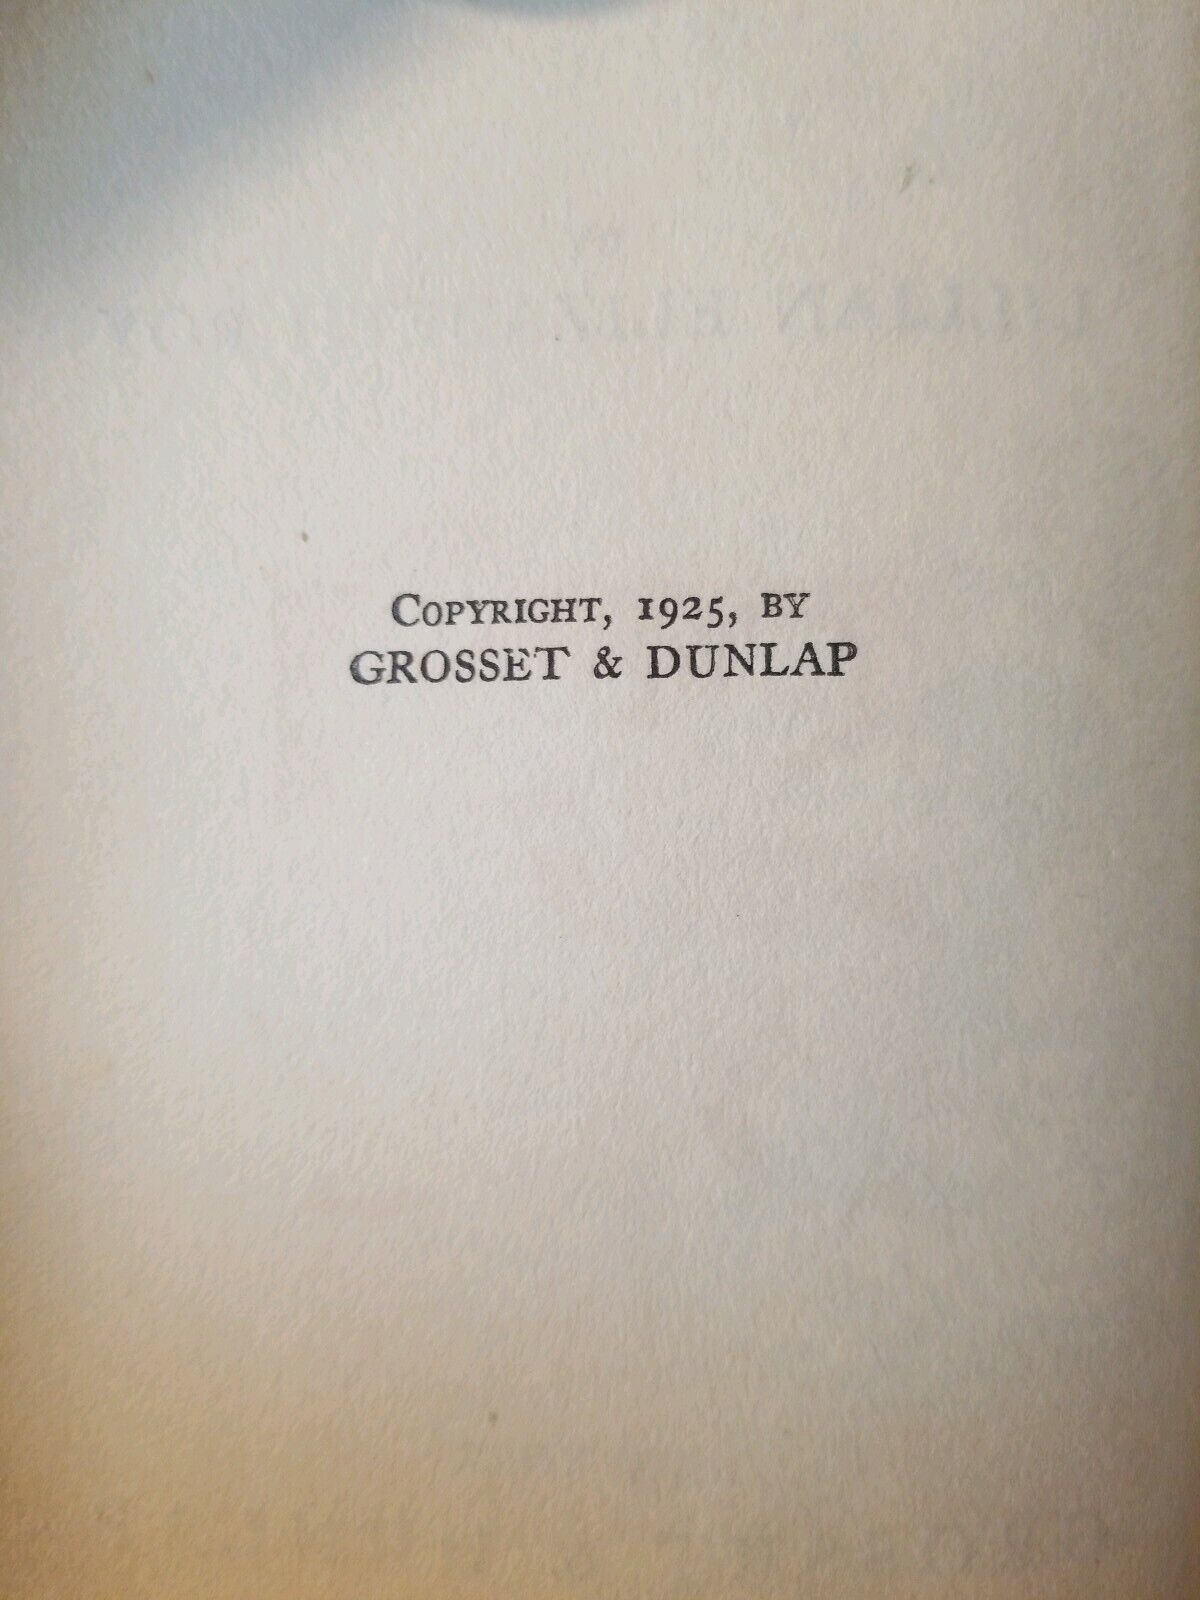 COPYRIGHT, 1925, BY
GROSSET & DUNLAP